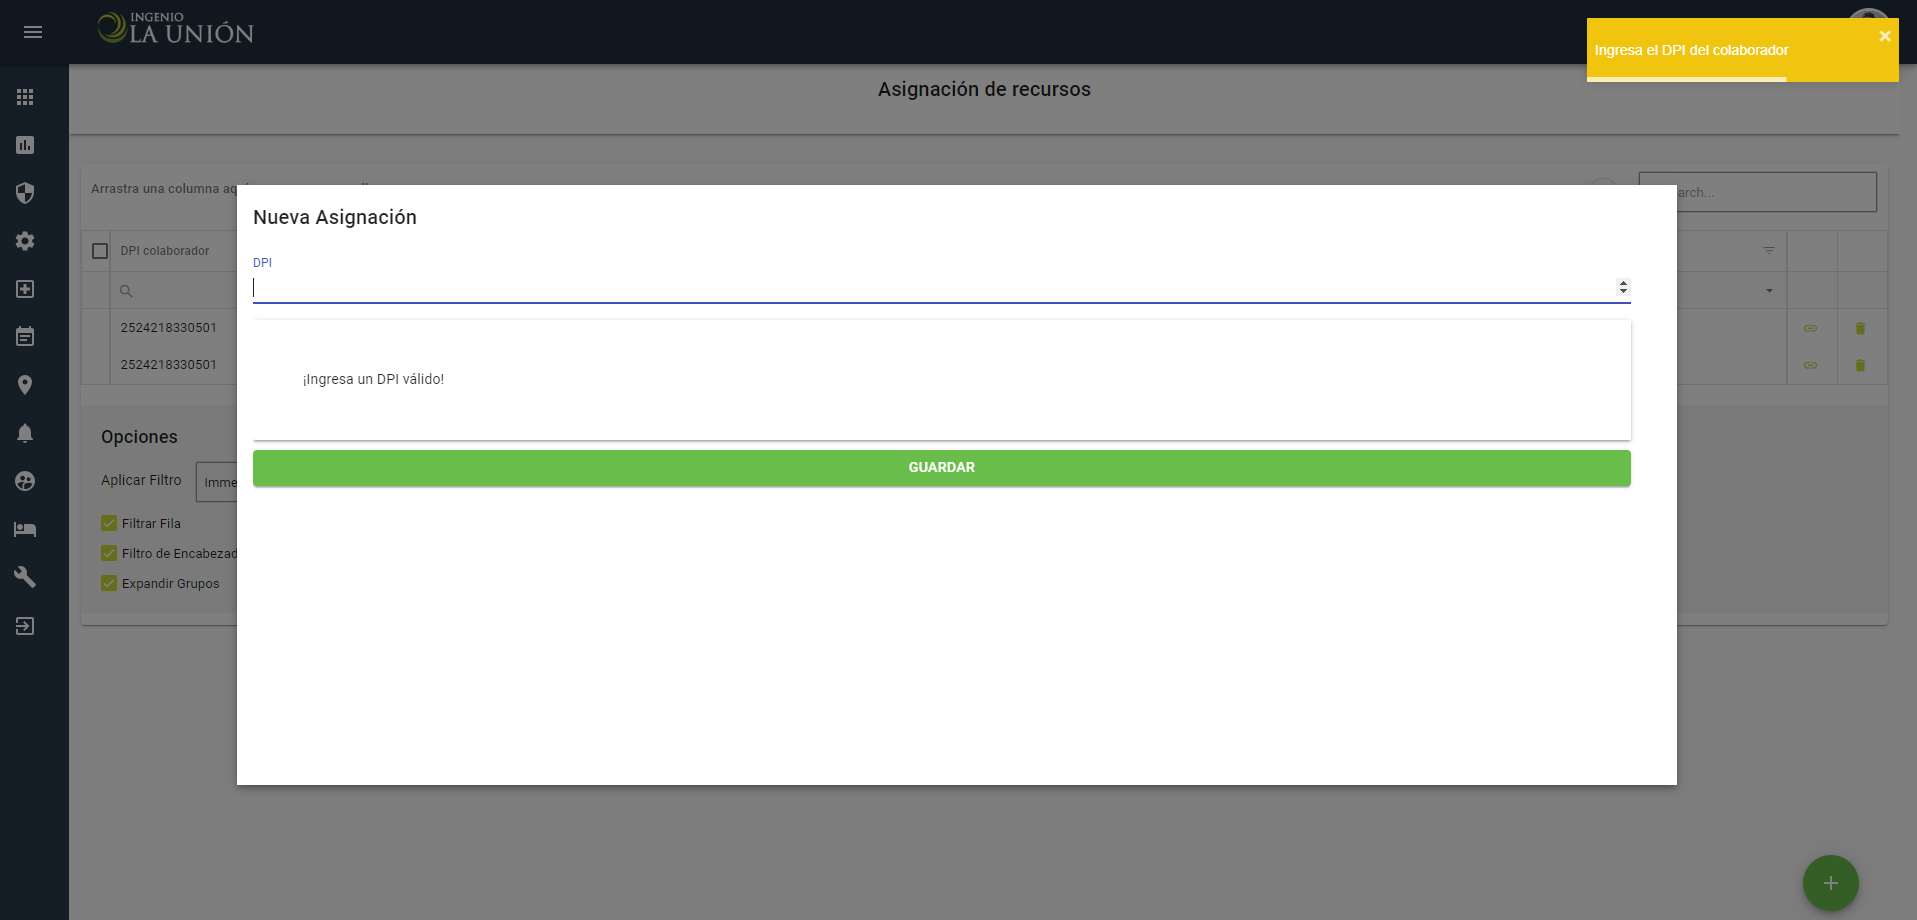 INGENIO
LA UNIÓN
Ingresa el DPI del colaborador
Asignación de recursos
Arrastra una columna
arch...
Nueva Asignación
DPI colaborador
DPI
2524218330501
¡Ingresa un DPI válido!
2524218330501
Opciones
GUARDAR
Aplicar Filtro
Imme
Filtrar Fila
Filtro de Encabezad
Expandir Grupos